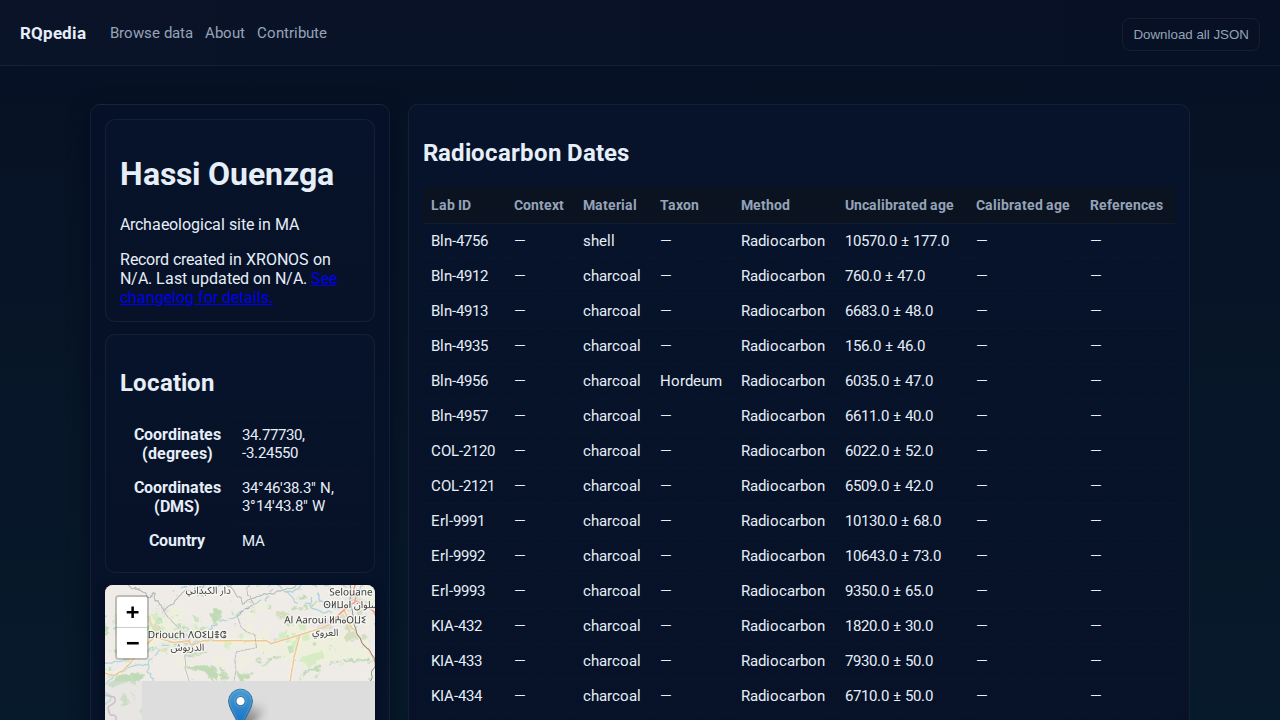 RQpedia Browse data About Contribute Download all JSON
Hassi Ouenzga
Archaeological site in MA
Record created in XRONOS on
N/A. Last updated on N/A. See
changelog for details.
Location
Coordinates (degrees) 34.77730, -3.24550
Coordinates (DMS) 34°46'38.3" N, 3°14'43.8" W
Country MA
+
−
دار الكبداني
Selouane
سلوان
Al Aaroui ⵍⵄⴰⵔⵡⵉ
العروي
Driouch
الدريوش
Radiocarbon Dates
Lab ID Context Material Taxon Method Uncalibrated age Calibrated age References
Bln-4756 — shell — Radiocarbon 10570.0 ± 177.0 — —
Bln-4912 — charcoal — Radiocarbon 760.0 ± 47.0 — —
Bln-4913 — charcoal — Radiocarbon 6683.0 ± 48.0 — —
Bln-4935 — charcoal — Radiocarbon 156.0 ± 46.0 — —
Bln-4956 — charcoal Hordeum Radiocarbon 6035.0 ± 47.0 — —
Bln-4957 — charcoal — Radiocarbon 6611.0 ± 40.0 — —
COL-2120 — charcoal — Radiocarbon 6022.0 ± 52.0 — —
COL-2121 — charcoal — Radiocarbon 6509.0 ± 42.0 — —
Erl-9991 — charcoal — Radiocarbon 10130.0 ± 68.0 — —
Erl-9992 — charcoal — Radiocarbon 10643.0 ± 73.0 — —
Erl-9993 — charcoal — Radiocarbon 9350.0 ± 65.0 — —
KIA-432 — charcoal — Radiocarbon 1820.0 ± 30.0 — —
KIA-433 — charcoal — Radiocarbon 7930.0 ± 50.0 — —
KIA-434 — charcoal — Radiocarbon 6710.0 ± 50.0 — —